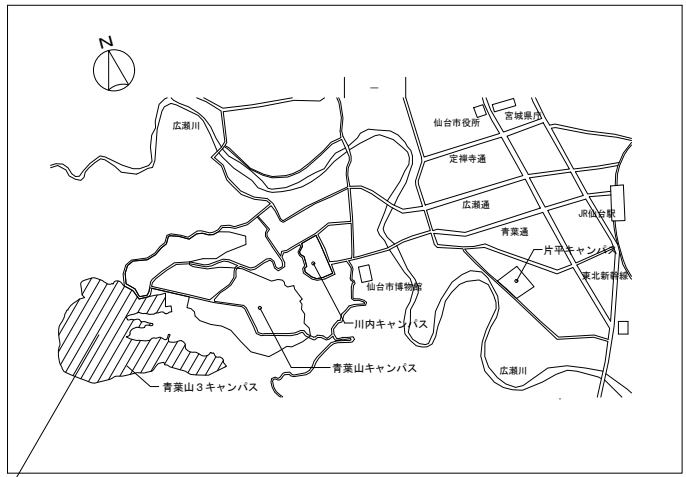 N
広瀬川
仙台市役所
宮城県庁
定禅寺通
広瀬通
JR仙台駅
青葉通
片平キャンパス
東北新幹線
仙台市博物館
川内キャンパス
青葉山キャンパス
青葉山３キャンパス
広瀬川